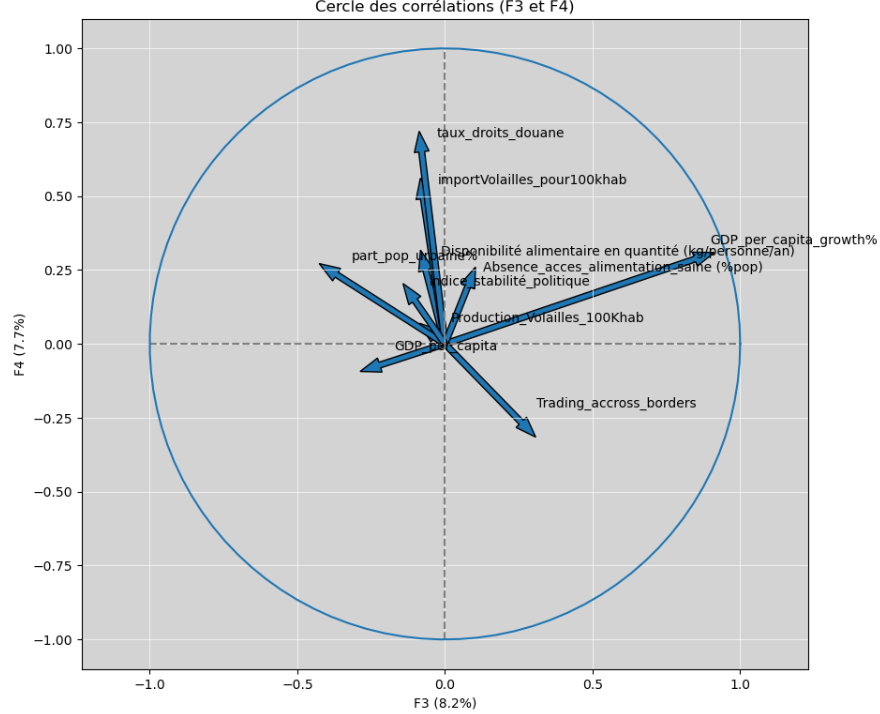 Cercle des corrélations (F3 et F4)
1.00
0.75
0.50
0.25
0.00
−0.25
−0.50
−0.75
−1.00
F4 (7.7%)
taux_droits_douane
importVolailles_pour100khab
GDP_per_capita_growth%
Disponibilité alimentaire en quantité (kg/personne/an)
part_pop_urbaine%
Absence_acces_alimentation_saine (%pop)
indice_stabilité_politique
Production_Volailles_100Khab
GDP_per_capita
Trading_accross_borders
−1.0
−0.5
0.0
0.5
1.0
F3 (8.2%)